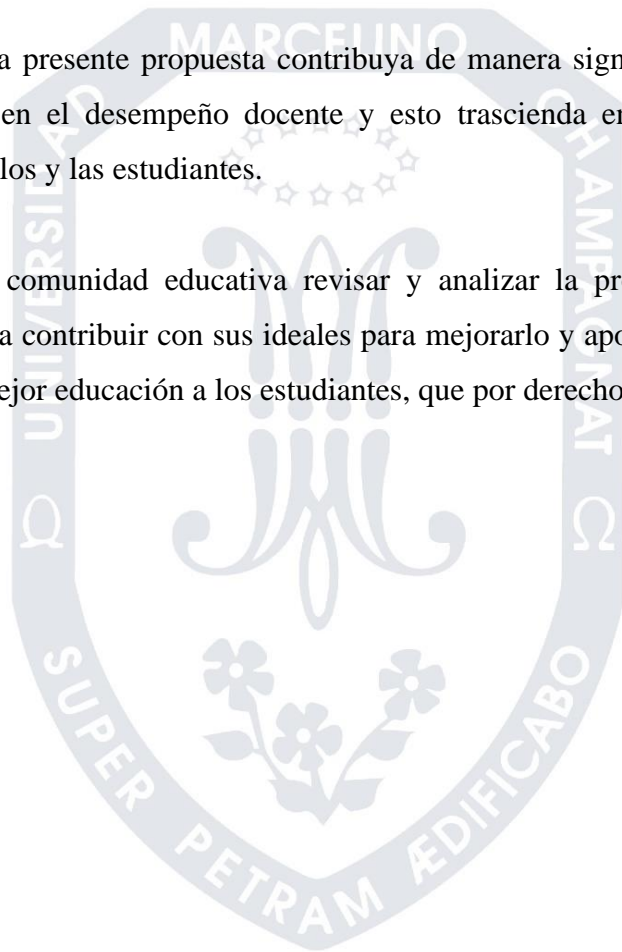 a presente propuesta contribuya de manera sign
en el desempeño docente y esto trascienda en
los y las estudiantes.
comunidad educativa revisar y analizar la pr
a contribuir con sus ideales para mejorarlo y apo
ejor educación a los estudiantes, que por derecho
UNIVERSIDAD MARCELINO CHAMPAGNAT
Ω Ω
SUPER PETRAM ÆDIFICABO